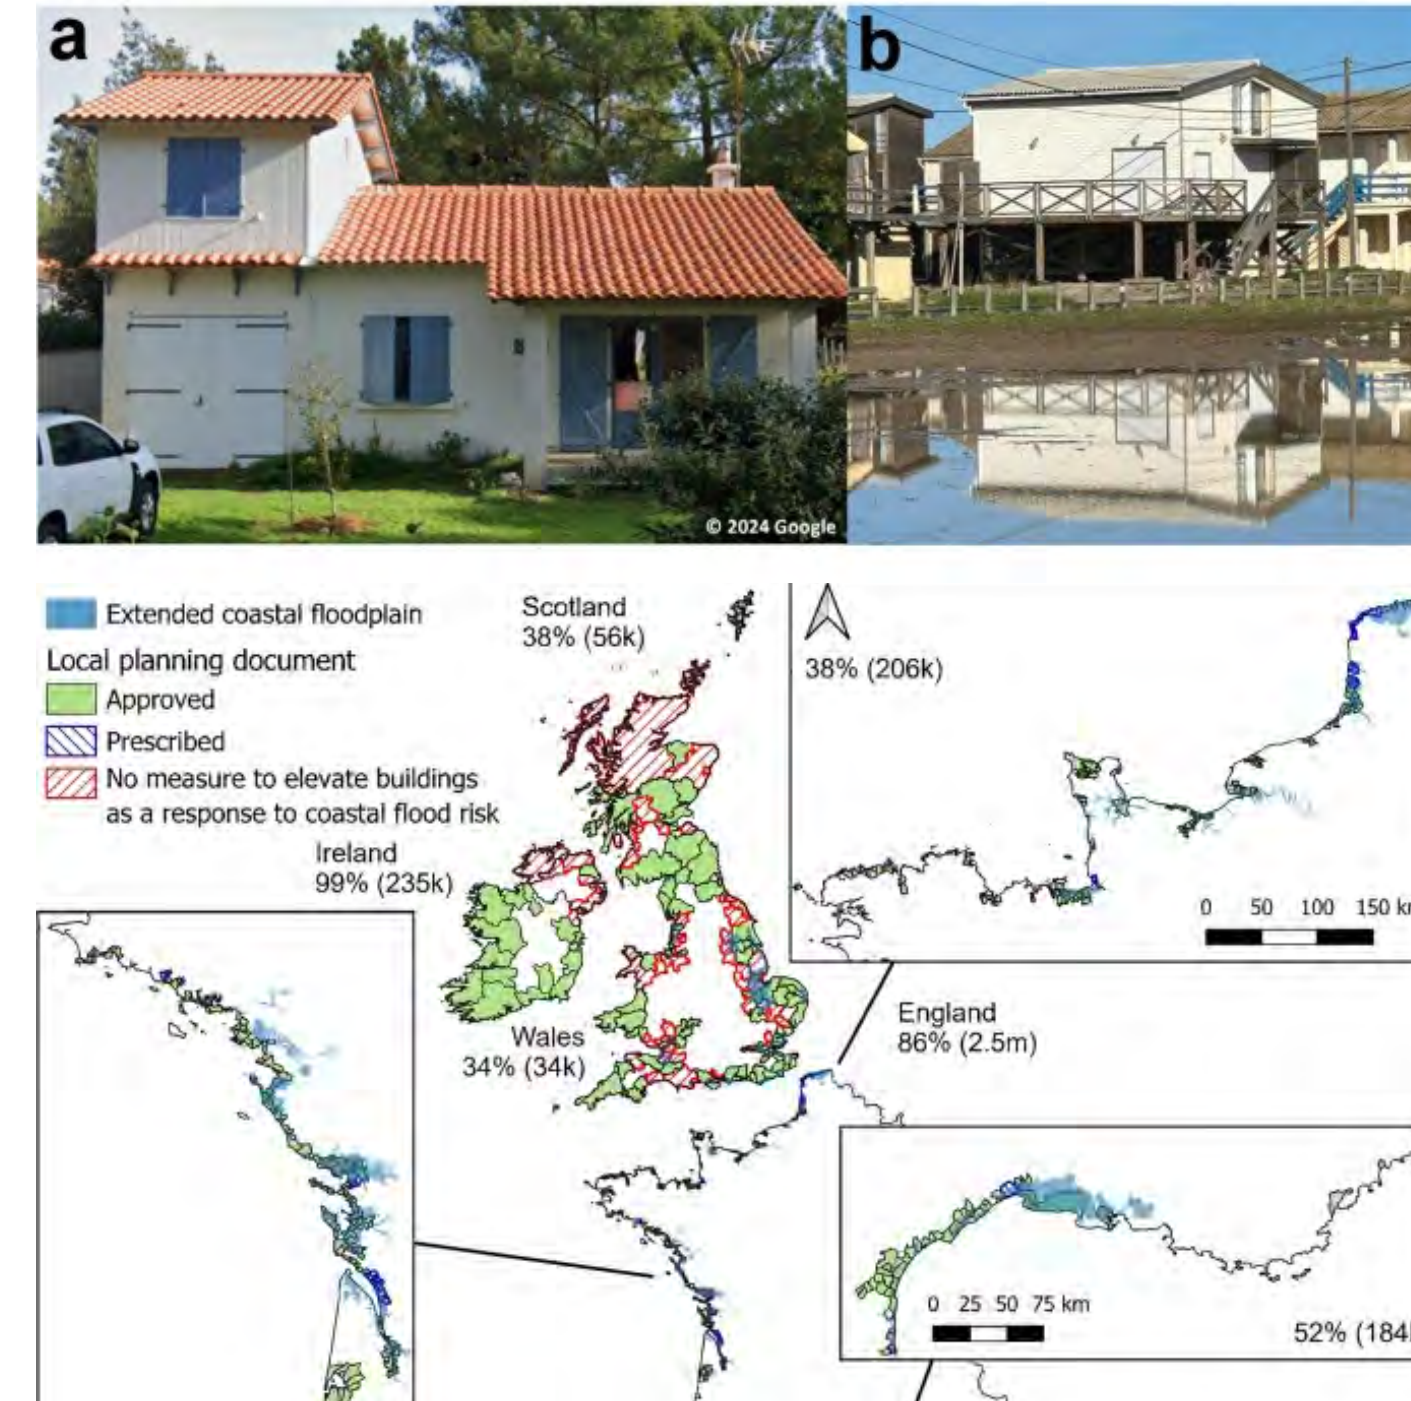 a
b
© 2024 Google
Extended coastal floodplain
Local planning document
Approved
Prescribed
No measure to elevate buildings
as a response to coastal flood risk
Scotland
38% (56k)
38% (206k)
Ireland
99% (235k)
0 50 100 150
Wales
34% (34k)
England
86% (2.5m)
0 25 50 75 km
52% (184